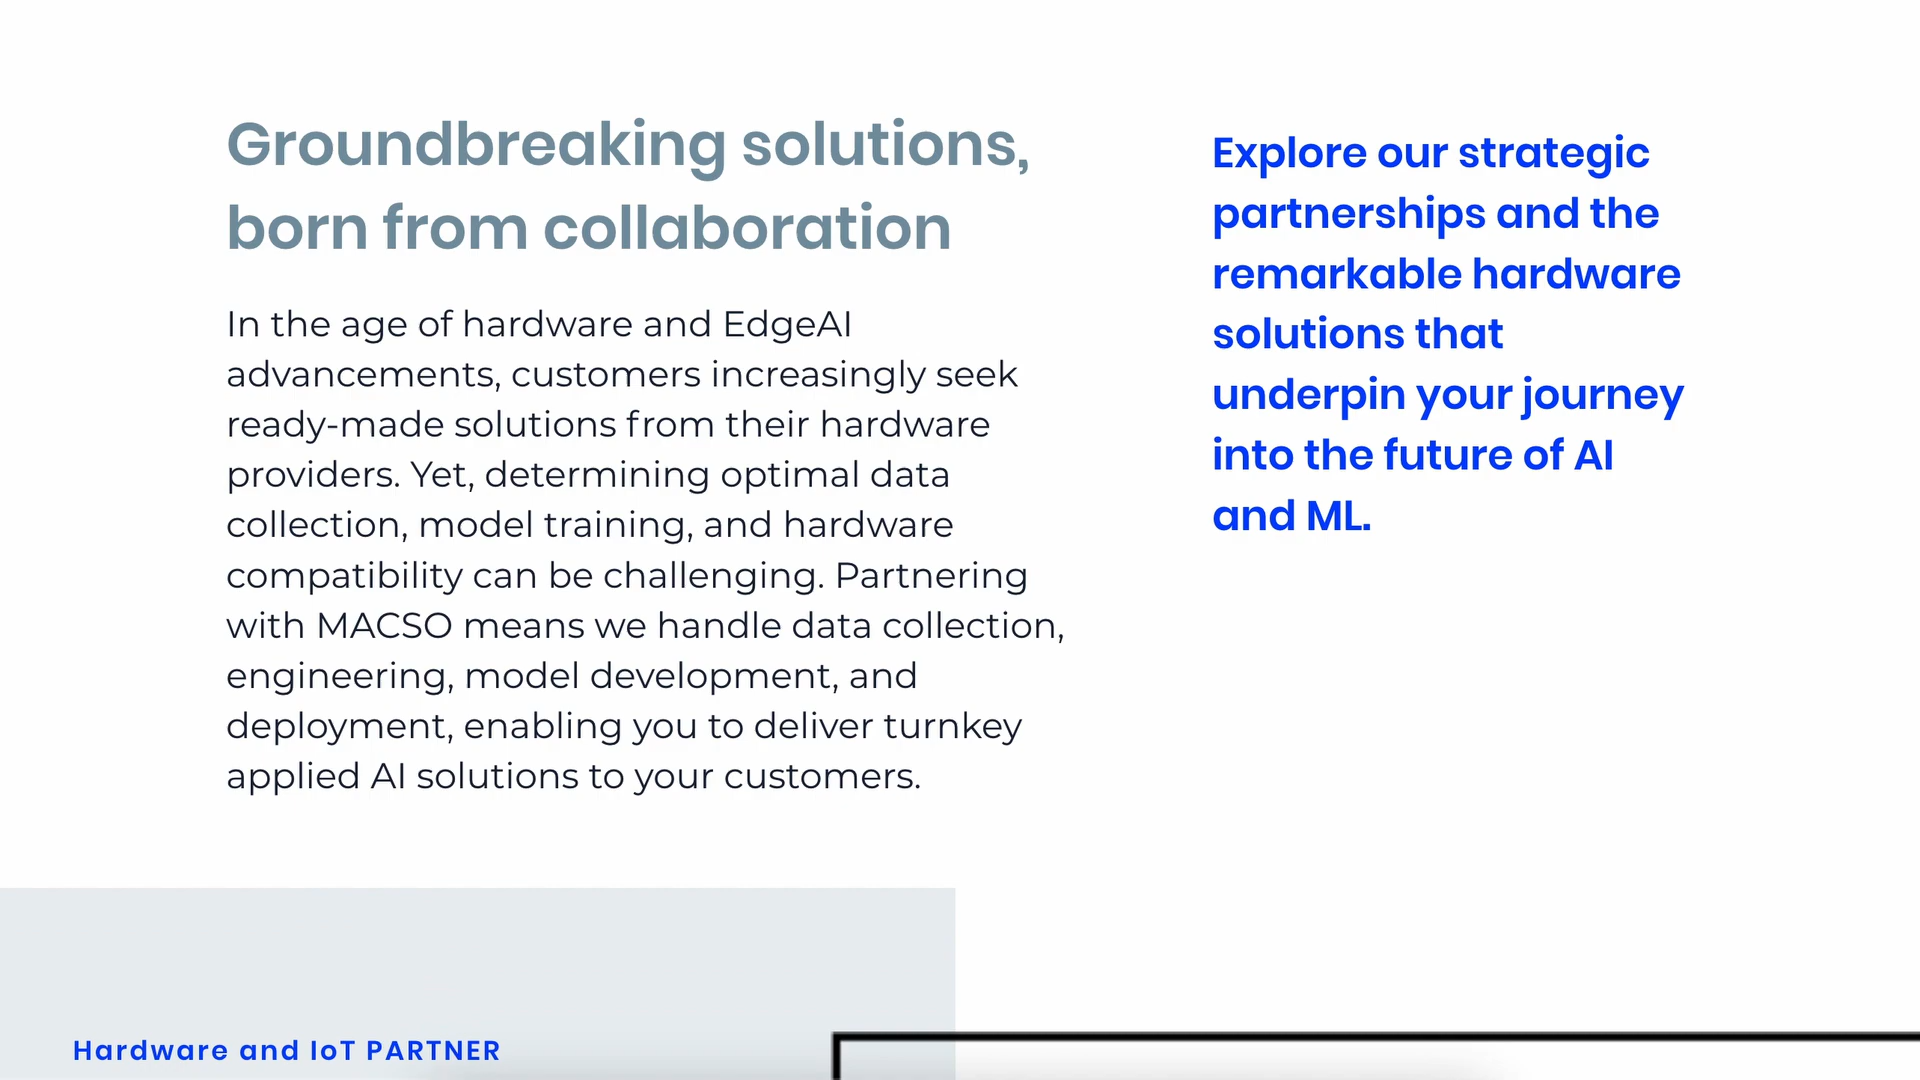 Groundbreaking solutions,
born from collaboration
In the age of hardware and EdgeAI
advancements, customers increasingly seek
ready-made solutions from their hardware
providers. Yet, determining optimal data
collection, model training, and hardware
compatibility can be challenging. Partnering
with MACSO means we handle data collection,
engineering, model development, and
deployment, enabling you to deliver turnkey
applied AI solutions to your customers.
Explore our strategic
partnerships and the
remarkable hardware
solutions that
underpin your journey
into the future of AI
and ML.
Hardware and IoT PARTNER